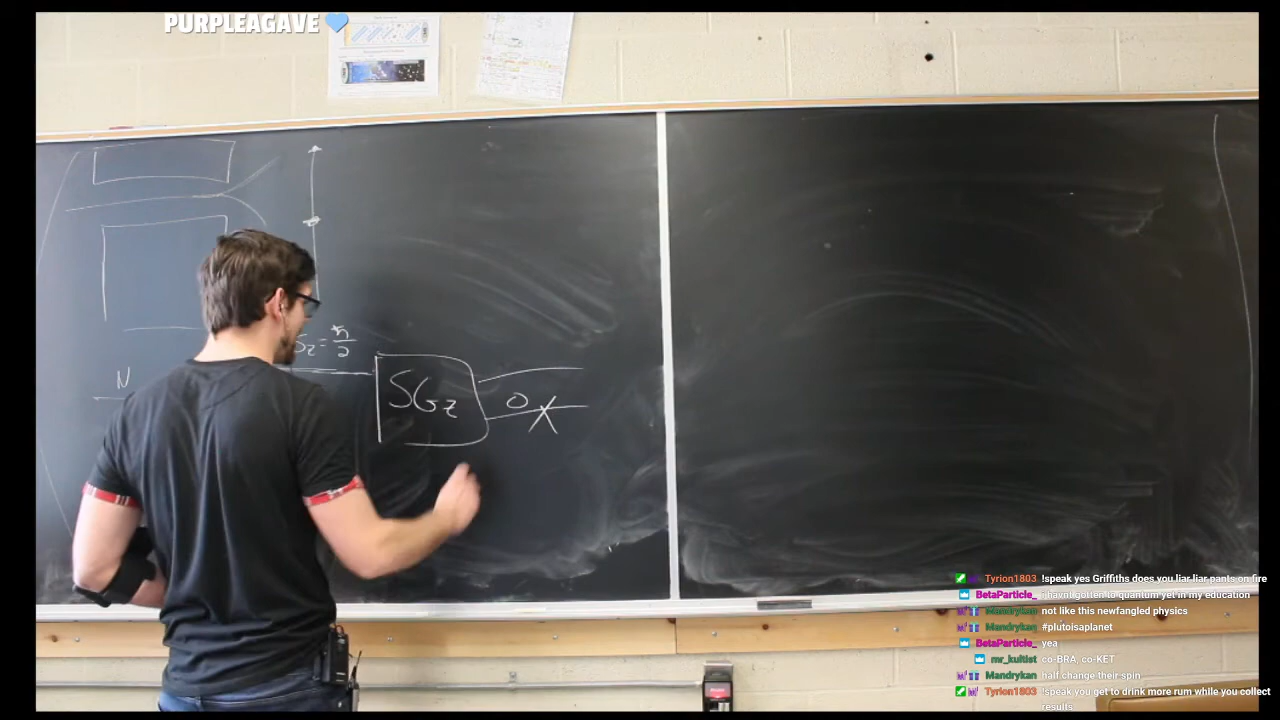 PURPLEAGAVE 💙
Sz = ħ/2
N
SGz
0
Tyrion1803 !speak yes Griffiths does you liar liar pants on fire
BetaParticle_ i havnt gotten to quantum yet in my education
Mandrykan not like this newfangled physics
Mandrykan #plutoisaplanet
BetaParticle_ yea
mr_kultist co-BRA, co-KET
Mandrykan half change their spin
Tyrion1803 !speak you get to drink more rum while you collect
results